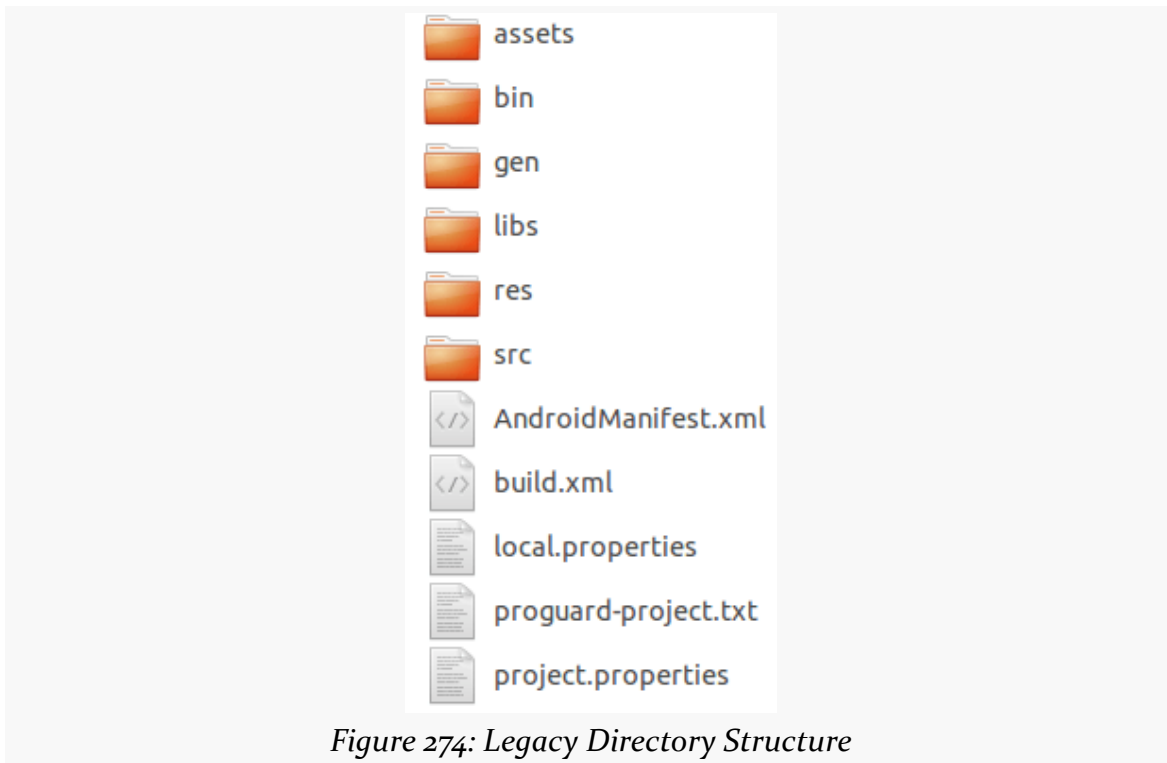 assets
bin
gen
libs
res
src
AndroidManifest.xml
build.xml
local.properties
proguard-project.txt
project.properties
Figure 274: Legacy Directory Structure